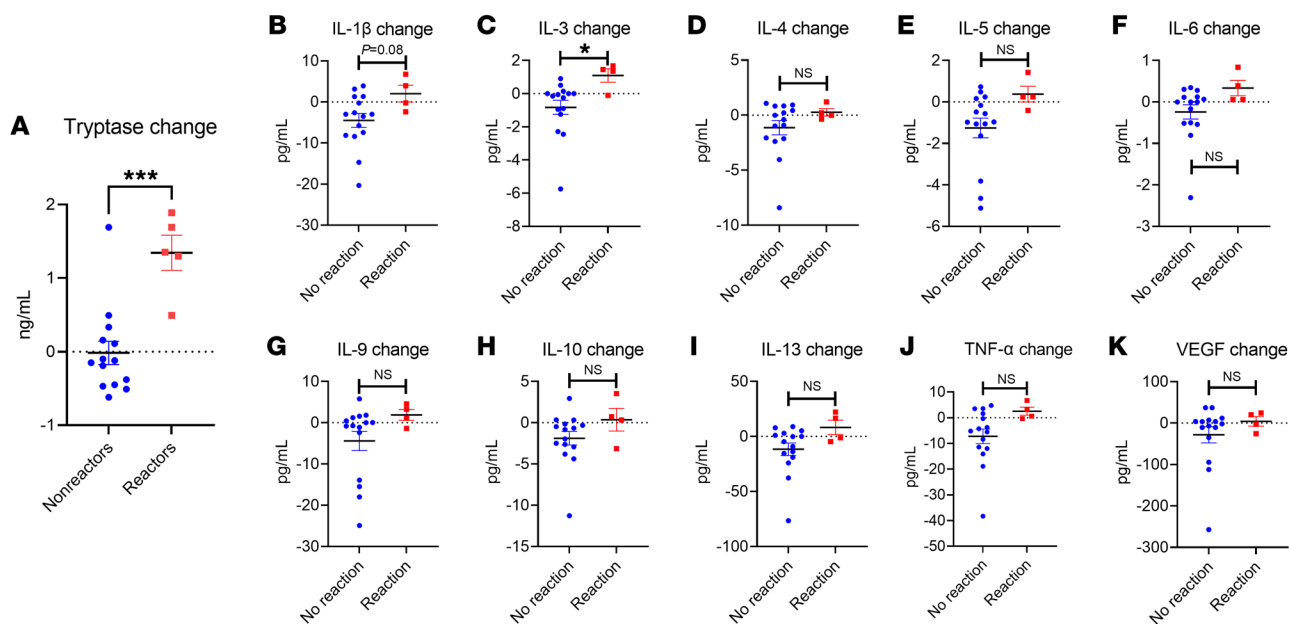 A
Tryptase change
***
ng/mL
2
1
0
-1
Nonreactors
Reactors
B
IL-1β change
P=0.08
pg/mL
10
0
-10
-20
-30
No reaction
Reaction
C
IL-3 change
*
pg/mL
2
0
-2
-4
-6
-8
No reaction
Reaction
D
IL-4 change
NS
pg/mL
5
0
-5
-10
No reaction
Reaction
E
IL-5 change
NS
pg/mL
2
0
-2
-4
-6
No reaction
Reaction
F
IL-6 change
NS
pg/mL
1
0
-1
-2
-3
No reaction
Reaction
G
IL-9 change
NS
pg/mL
10
0
-10
-20
-30
No reaction
Reaction
H
IL-10 change
NS
pg/mL
5
0
-5
-10
-15
No reaction
Reaction
I
IL-13 change
NS
pg/mL
50
0
-50
-100
No reaction
Reaction
J
TNF-α change
NS
pg/mL
10
0
-10
-20
-30
-40
-50
No reaction
Reaction
K
VEGF change
NS
pg/mL
100
0
-100
-200
-300
No reaction
Reaction